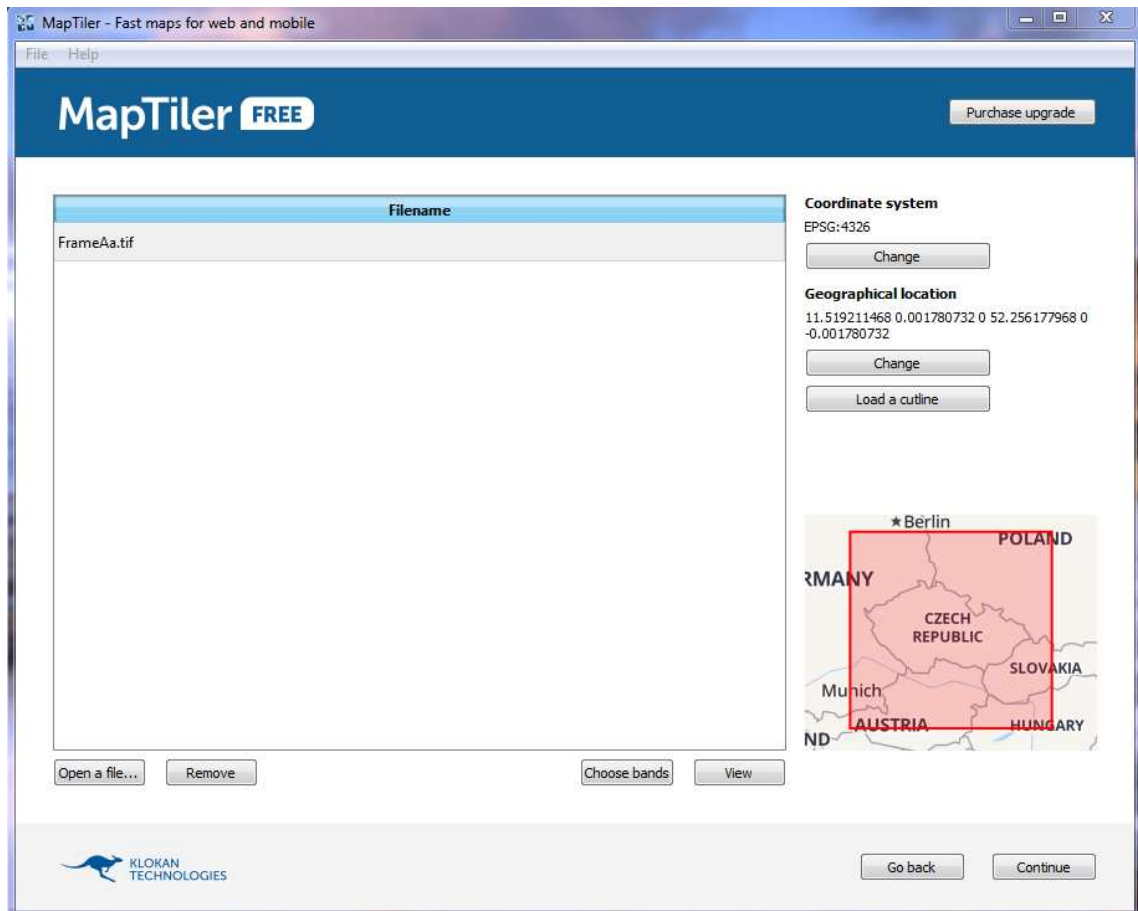 MapTiler - Fast maps for web and mobile
File Help
MapTiler FREE
Purchase upgrade
Filename
FrameAa.tif
Coordinate system
EPSG:4326
Change
Geographical location
11.519211468 0.001780732 0 52.256177968 0
-0.001780732
Change
Load a cutline
★Berlin
POLAND
RMANY
CZECH
REPUBLIC
SLOVAKIA
Munich
AUSTRIA
HUNGARY
ND
Open a file...
Remove
Choose bands
View
KLOKAN
TECHNOLOGIES
Go back
Continue